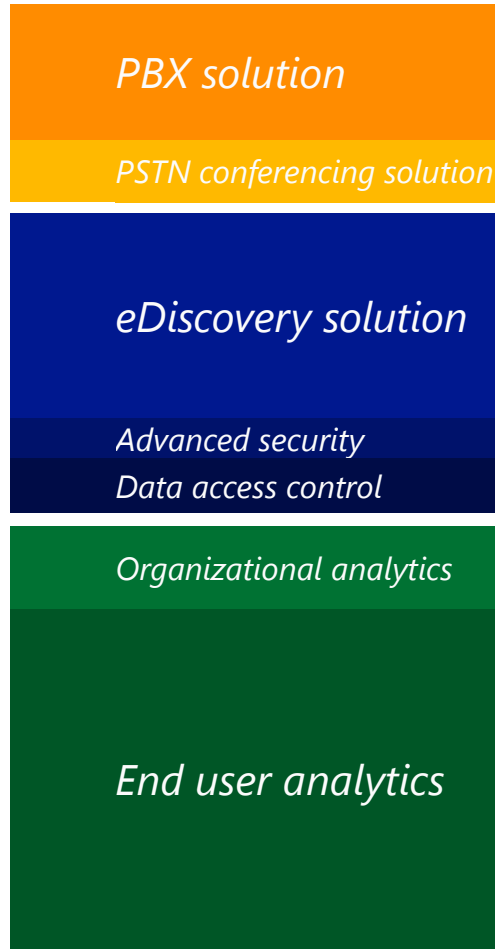 PBX solution
PSTN conferencing solution
eDiscovery solution
Advanced security
Data access control
Organizational analytics
End user analytics